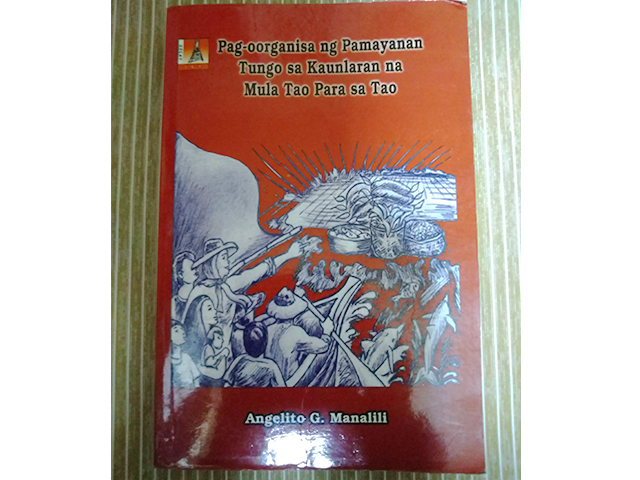 Pag-oorganisa ng Pamayanan
Tungo sa Kaunlaran na
Mula Tao Para sa Tao
Angelito G. Manalili